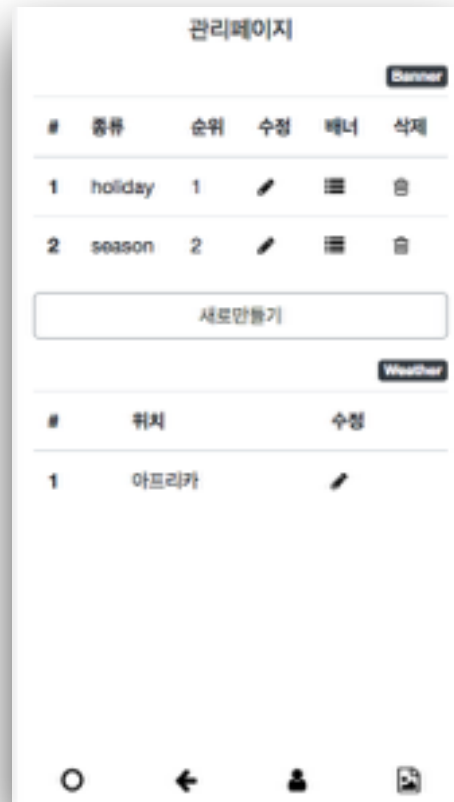 관리페이지
Banner
# 종류 순위 수정 배너 삭제
1 holiday 1
2 season 2
새로만들기
Weather
# 위치 수정
1 아프리카